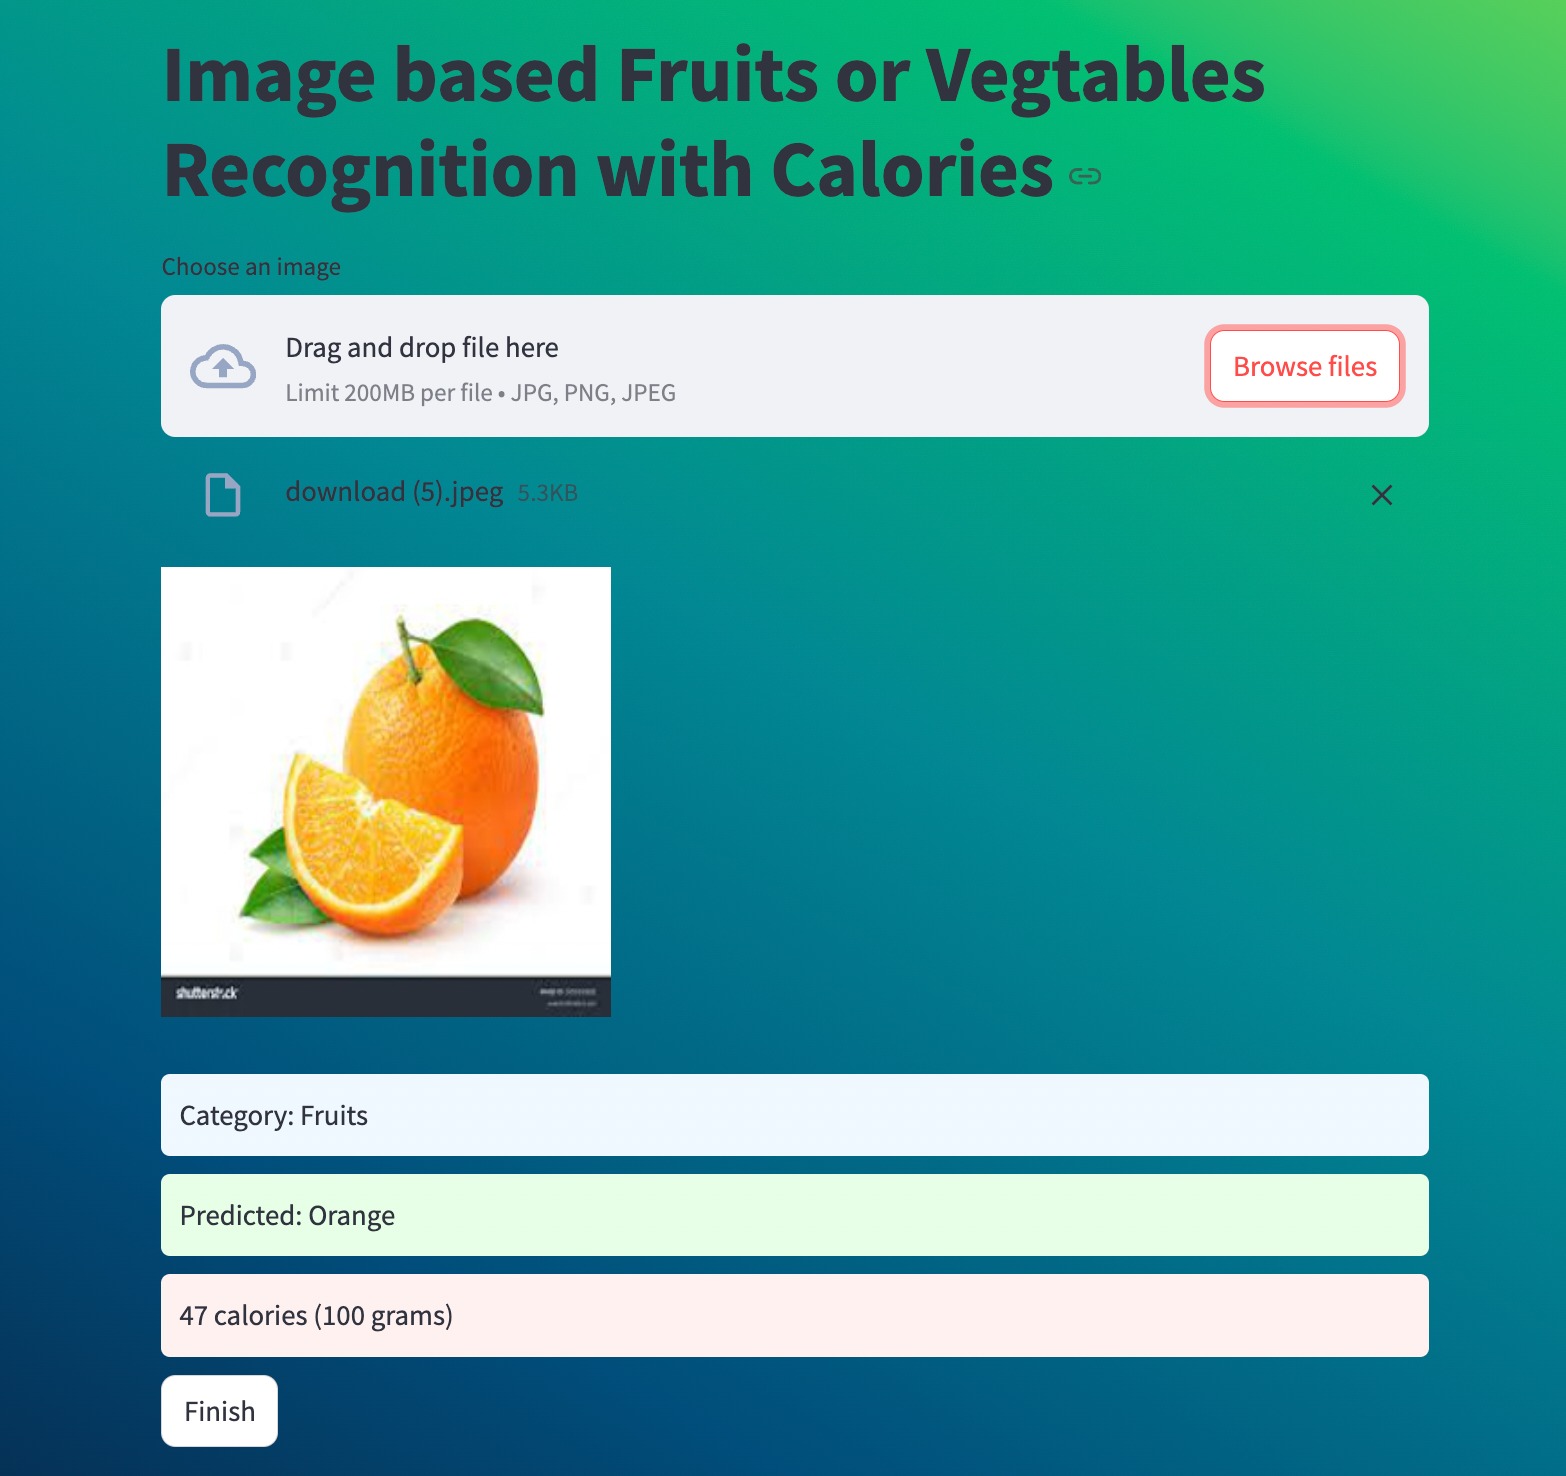 Image based Fruits or Vegtables
Recognition with Calories
Choose an image
Drag and drop file here
Limit 200MB per file • JPG, PNG, JPEG
Browse files
download (5).jpeg 5.3KB
shutterstock
Category: Fruits
Predicted: Orange
47 calories (100 grams)
Finish